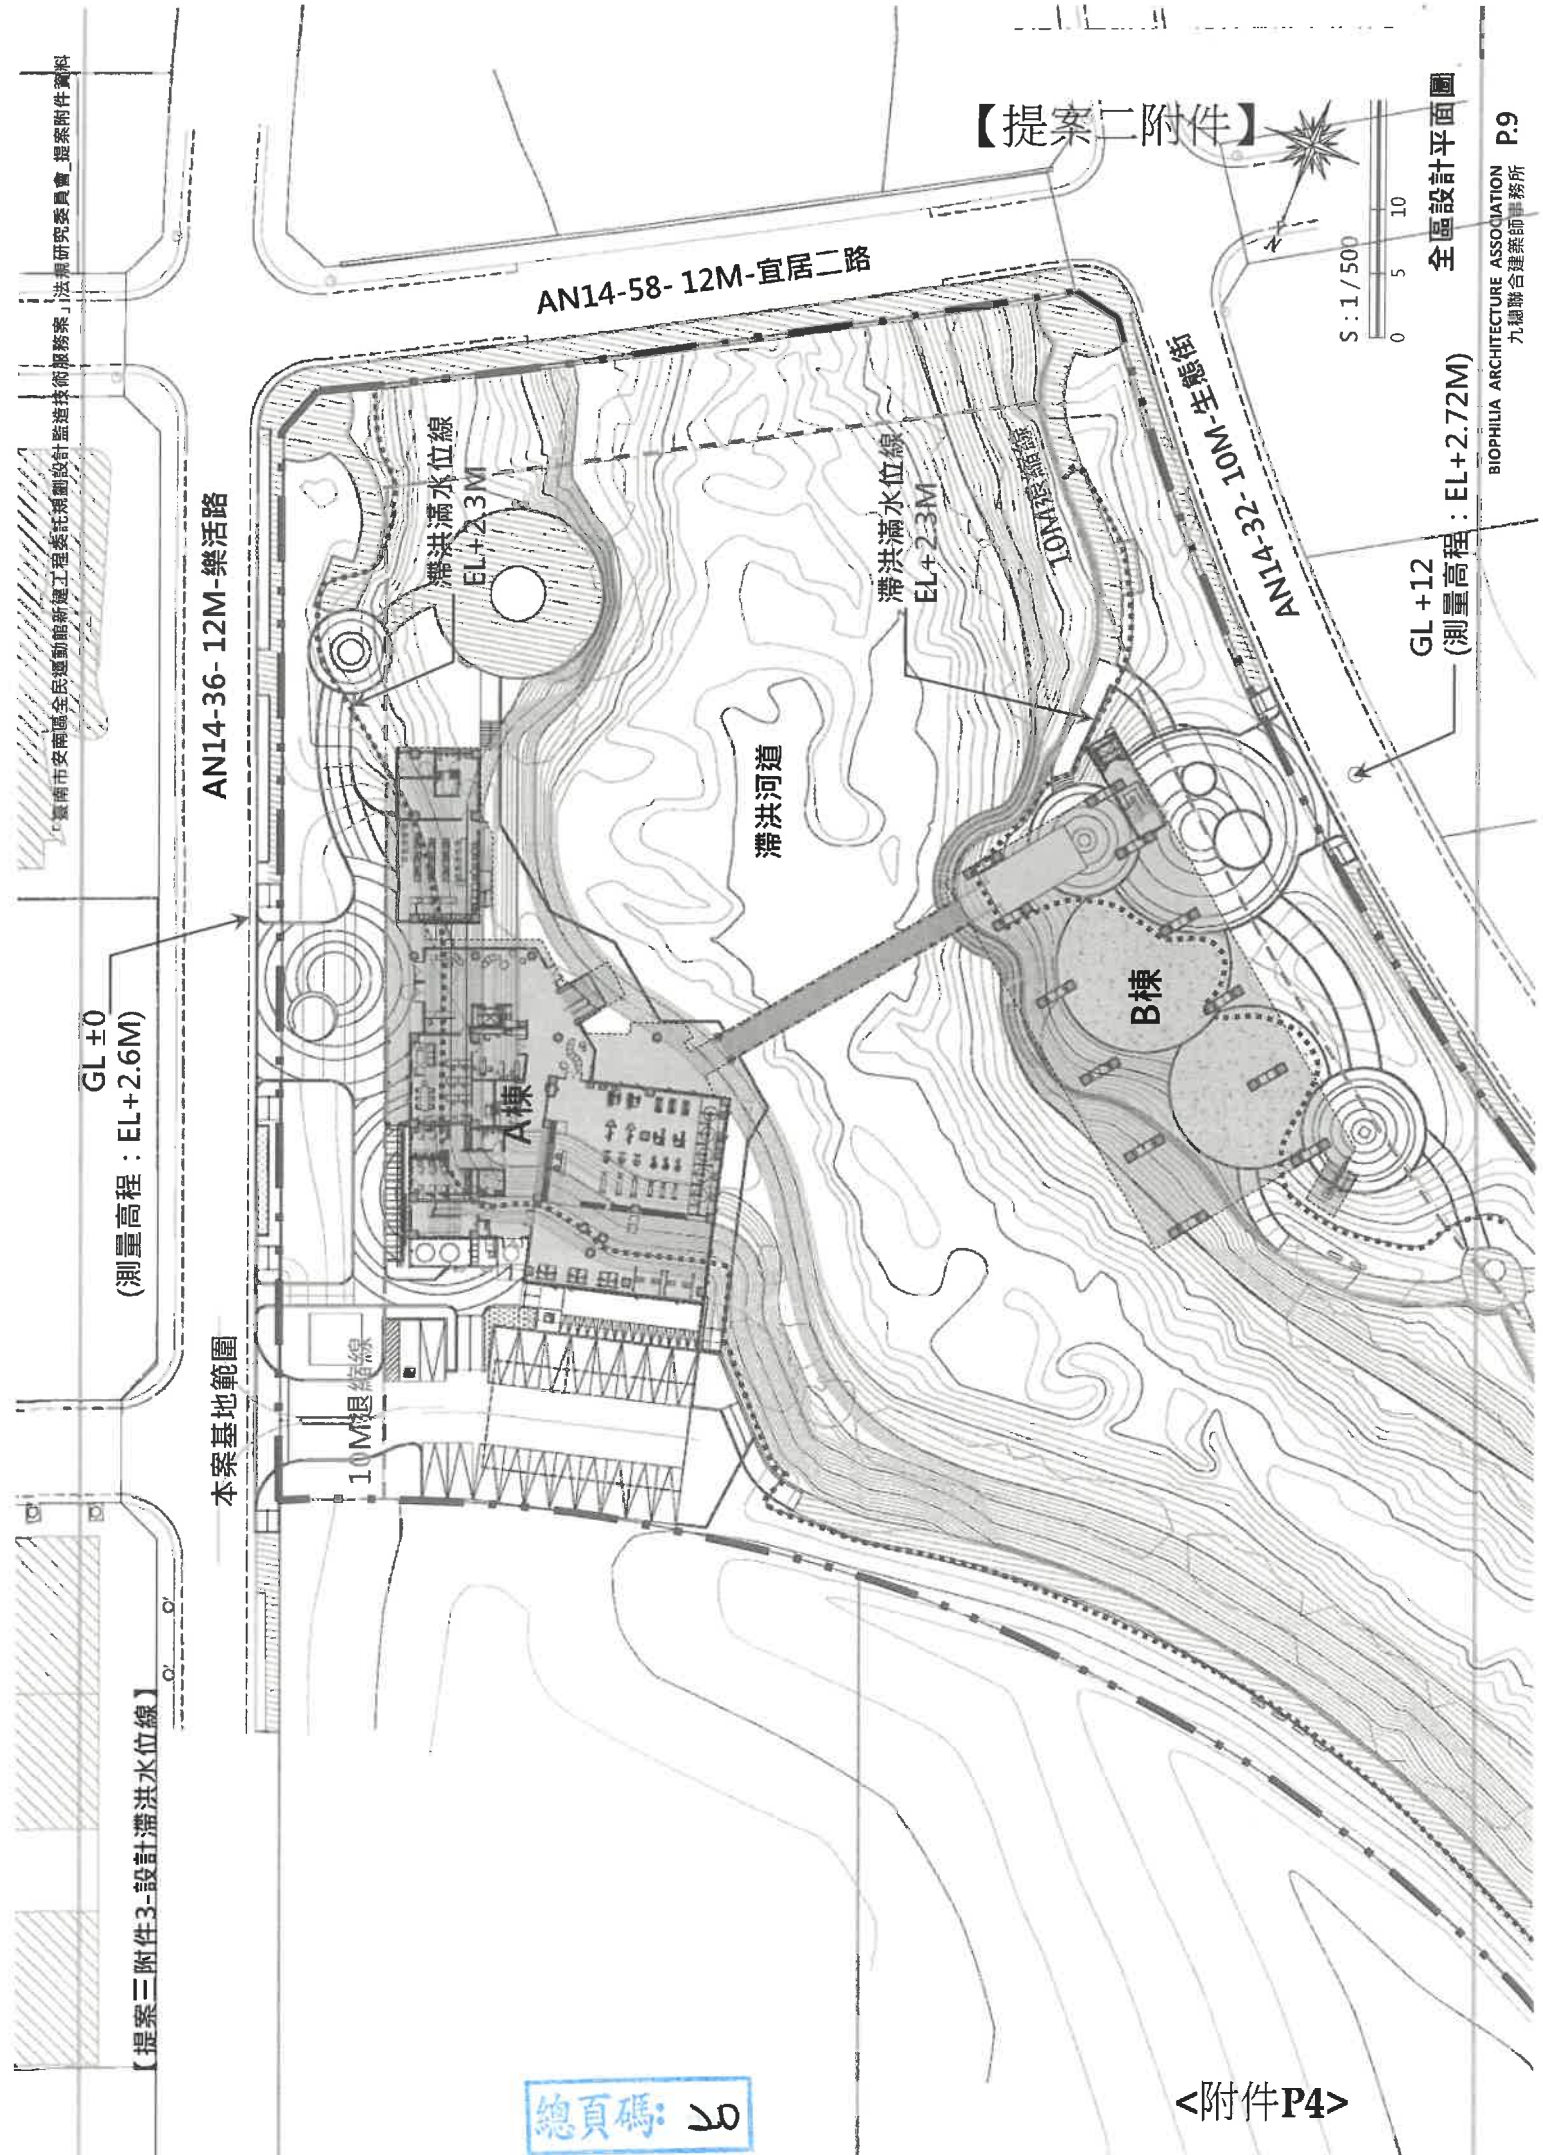 「臺南市安南區全民運動館新建工程委託規劃設計監造技術服務案」法規研究委員會_提案附件資料
【提案三附件3-設計滯洪水位線】
【提案二附件】
AN14-36- 12M-樂活路
GL ±0
(測量高程：EL+2.6M)
本案基地範圍
10M退縮線
AN14-58- 12M-宜居二路
滯洪滿水位線
EL+2.3M
滯洪滿水位線
EL+2.3M
10M退縮線
滯洪河道
A棟
B棟
AN14-32- 10M-生態街
GL +12
(測量高程：EL+2.72M)
N
S : 1 / 500
0 5 10
全區設計平面圖
BIOPHILIA ARCHITECTURE ASSOCIATION
九穗聯合建築師事務所
P.9
總頁碼:
<附件P4>